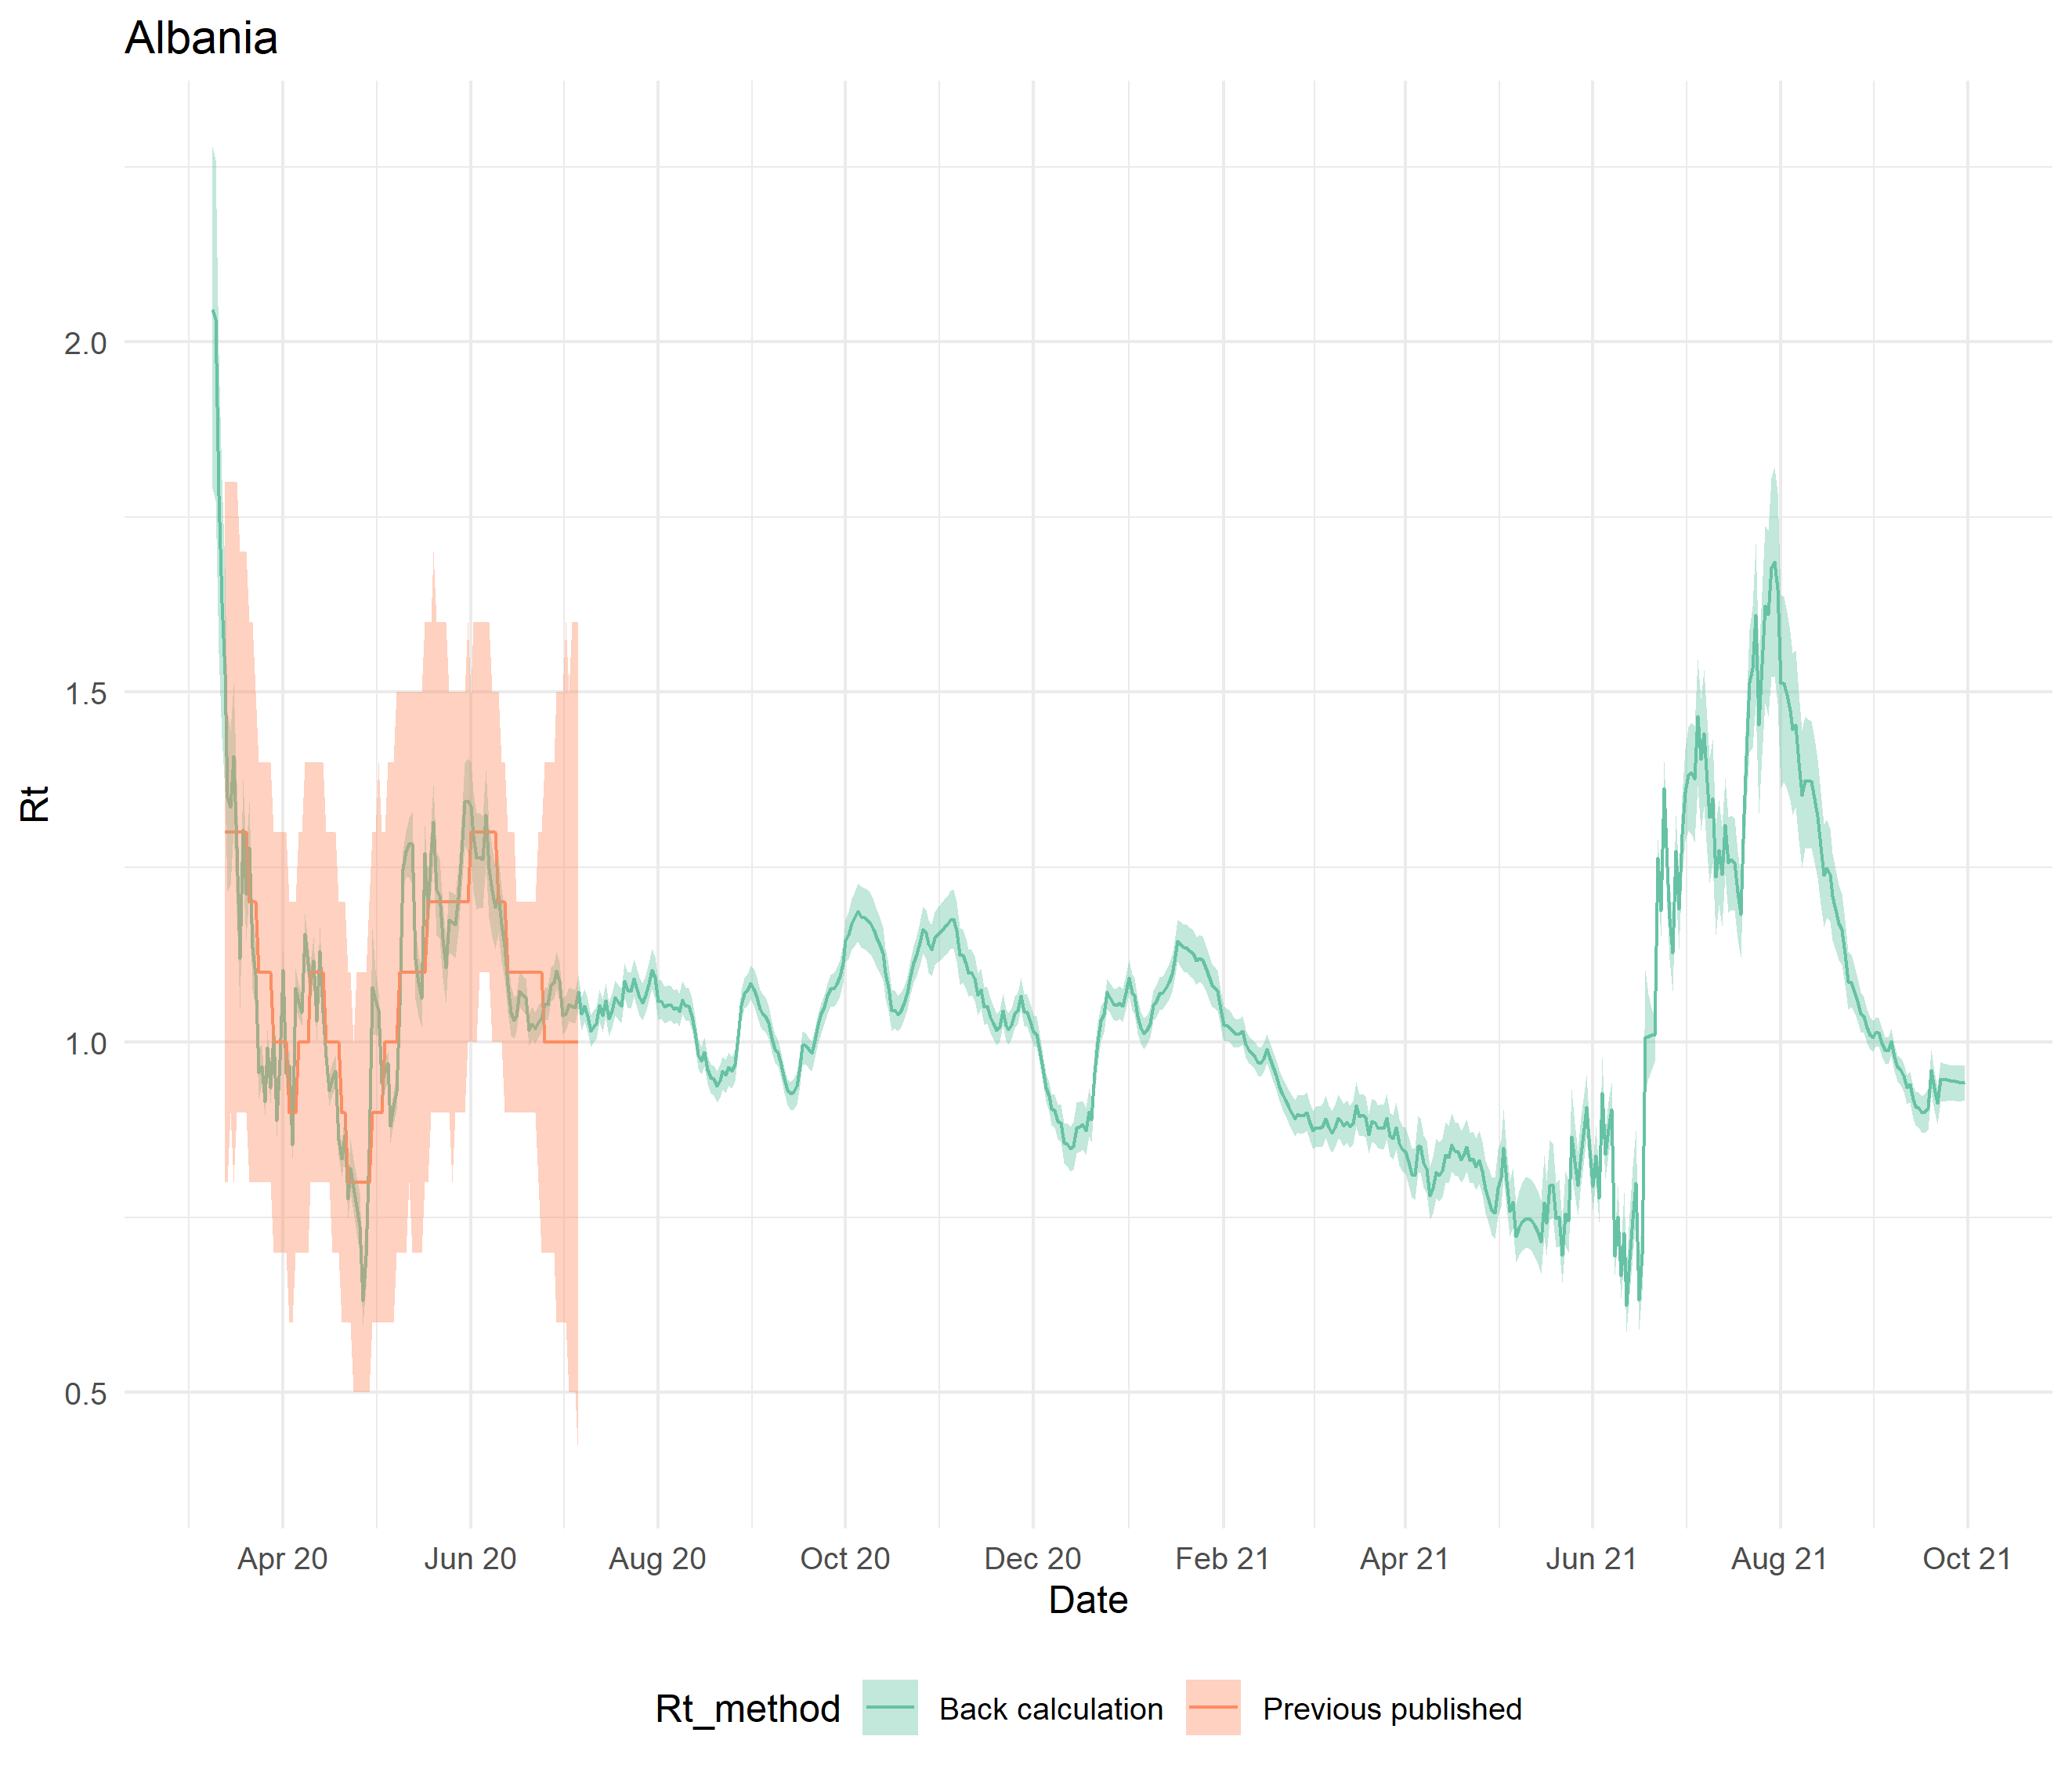 Albania
Rt
2.0
1.5
1.0
0.5
Apr 20 Jun 20 Aug 20 Oct 20 Dec 20 Feb 21 Apr 21 Jun 21 Aug 21 Oct 21
Date
Rt_method Back calculation Previous published